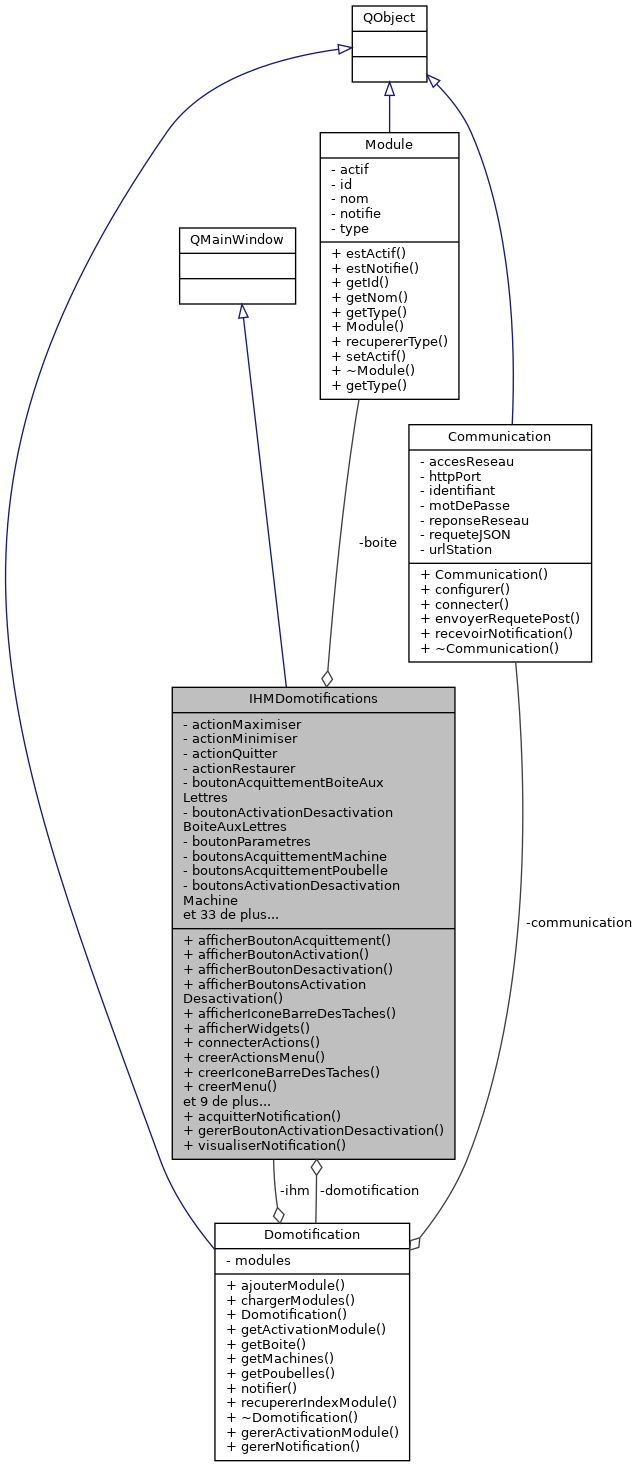 QObject
Module
- actif
- id
- nom
- notifie
- type
+ estActif()
+ estNotifie()
+ getId()
+ getNom()
+ getType()
+ Module()
+ recupererType()
+ setActif()
+ ~Module()
+ getType()
QMainWindow
Communication
- accesReseau
- httpPort
- identifiant
- motDePasse
- reponseReseau
- requeteJSON
- urlStation
+ Communication()
+ configurer()
+ connecter()
+ envoyerRequetePost()
+ recevoirNotification()
+ ~Communication()
-boite
IHMDomotifications
- actionMaximiser
- actionMinimiser
- actionQuitter
- actionRestaurer
- boutonAcquittementBoiteAux
Lettres
- boutonActivationDesactivation
BoiteAuxLettres
- boutonParametres
- boutonsAcquittementMachine
- boutonsAcquittementPoubelle
- boutonsActivationDesactivation
Machine
et 33 de plus...
+ afficherBoutonAcquittement()
+ afficherBoutonActivation()
+ afficherBoutonDesactivation()
+ afficherBoutonsActivation
Desactivation()
+ afficherIconeBarreDesTaches()
+ afficherWidgets()
+ connecterActions()
+ creerActionsMenu()
+ creerIconeBarreDesTaches()
+ creerMenu()
et 9 de plus...
+ acquitterNotification()
+ gererBoutonActivationDesactivation()
+ visualiserNotification()
-communication
-ihm
-domotification
Domotification
- modules
+ ajouterModule()
+ chargerModules()
+ Domotification()
+ getActivationModule()
+ getBoite()
+ getMachines()
+ getPoubelles()
+ notifier()
+ recupererIndexModule()
+ ~Domotification()
+ gererActivationModule()
+ gererNotification()